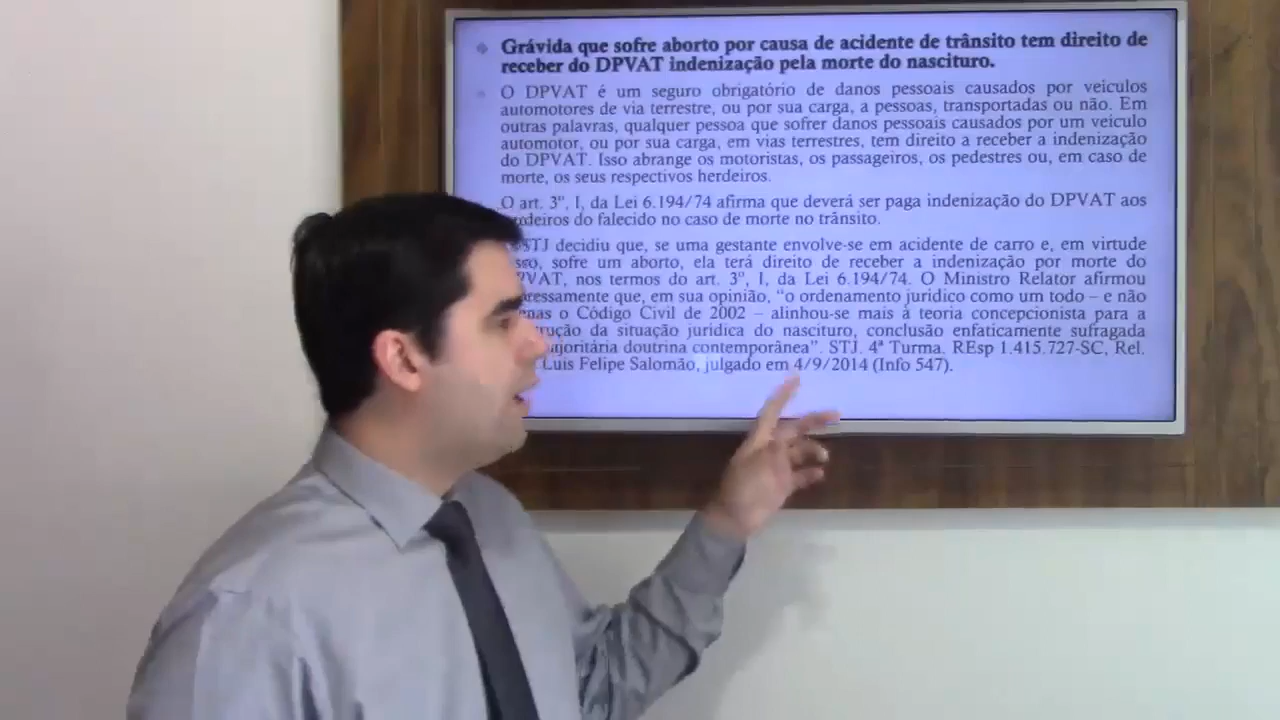 Grávida que sofre aborto por causa de acidente de trânsito tem direito de
receber do DPVAT indenização pela morte do nascituro.
O DPVAT é um seguro obrigatório de danos pessoais causados por veículos
automotores de via terrestre, ou por sua carga, a pessoas, transportadas ou não. Em
outras palavras, qualquer pessoa que sofrer danos pessoais causados por um veículo
automotor, ou por sua carga, em vias terrestres, tem direito a receber a indenização
do DPVAT. Isso abrange os motoristas, os passageiros, os pedestres ou, em caso de
morte, os seus respectivos herdeiros.
O art. 3º, I, da Lei 6.194/74 afirma que deverá ser paga indenização do DPVAT aos
rdeiros do falecido no caso de morte no trânsito.
STJ decidiu que, se uma gestante envolve-se em acidente de carro e, em virtude
sso, sofre um aborto, ela terá direito de receber a indenização por morte do
PVAT, nos termos do art. 3º, I, da Lei 6.194/74. O Ministro Relator afirmou
ressamente que, em sua opinião, “o ordenamento jurídico como um todo – e não
nas o Código Civil de 2002 – alinhou-se mais à teoria concepcionista para a
rução da situação jurídica do nascituro, conclusão enfaticamente sufragada
ajoritária doutrina contemporânea”. STJ. 4ª Turma. REsp 1.415.727-SC, Rel.
Luis Felipe Salomão, julgado em 4/9/2014 (Info 547).